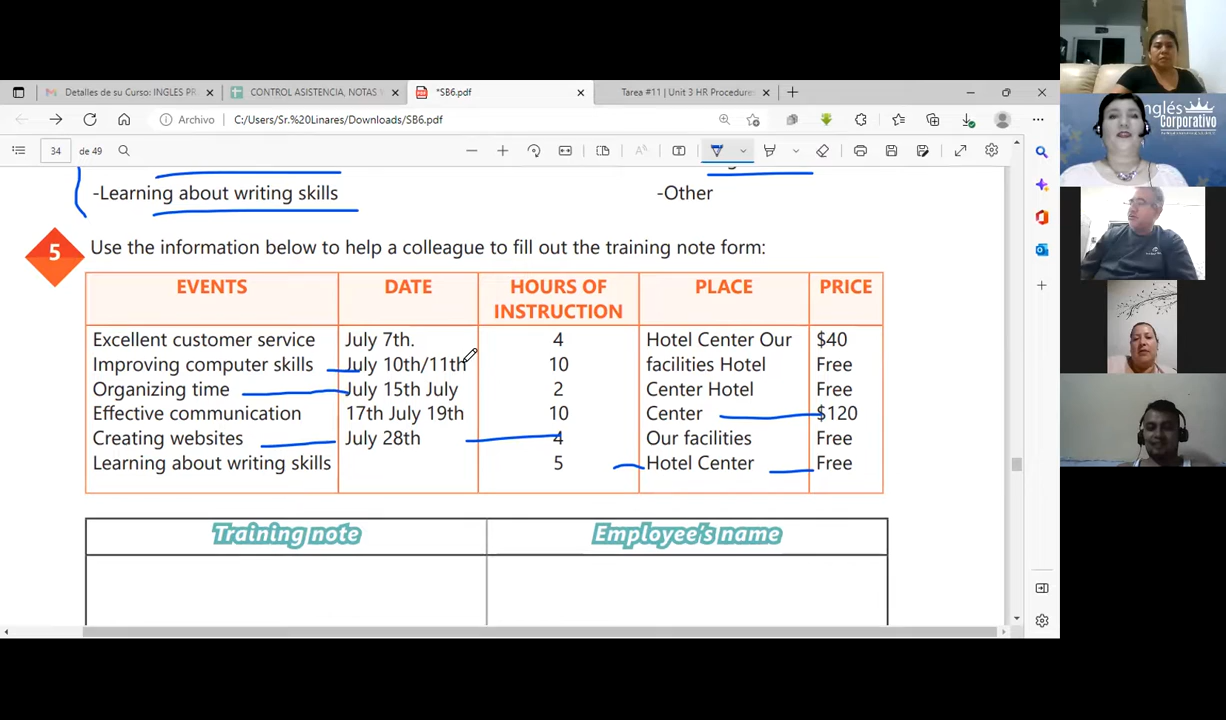 Detalles de su Curso: INGLES PR
CONTROL ASISTENCIA, NOTAS Y
*SB6.pdf
Tarea #11 | Unit 3 HR Procedures
Archivo C:/Users/Sr.%20Linares/Downloads/SB6.pdf
34 de 49
-Learning about writing skills -Other
5 Use the information below to help a colleague to fill out the training note form:
EVENTS DATE HOURS OF INSTRUCTION PLACE PRICE
Excellent customer service July 7th. 4 Hotel Center Our $40
Improving computer skills July 10th/11th 10 facilities Hotel Free
Organizing time July 15th July 2 Center Hotel Free
Effective communication 17th July 19th 10 Center $120
Creating websites July 28th 4 Our facilities Free
Learning about writing skills 5 Hotel Center Free
Training note Employee's name
Inglés
Corporativo